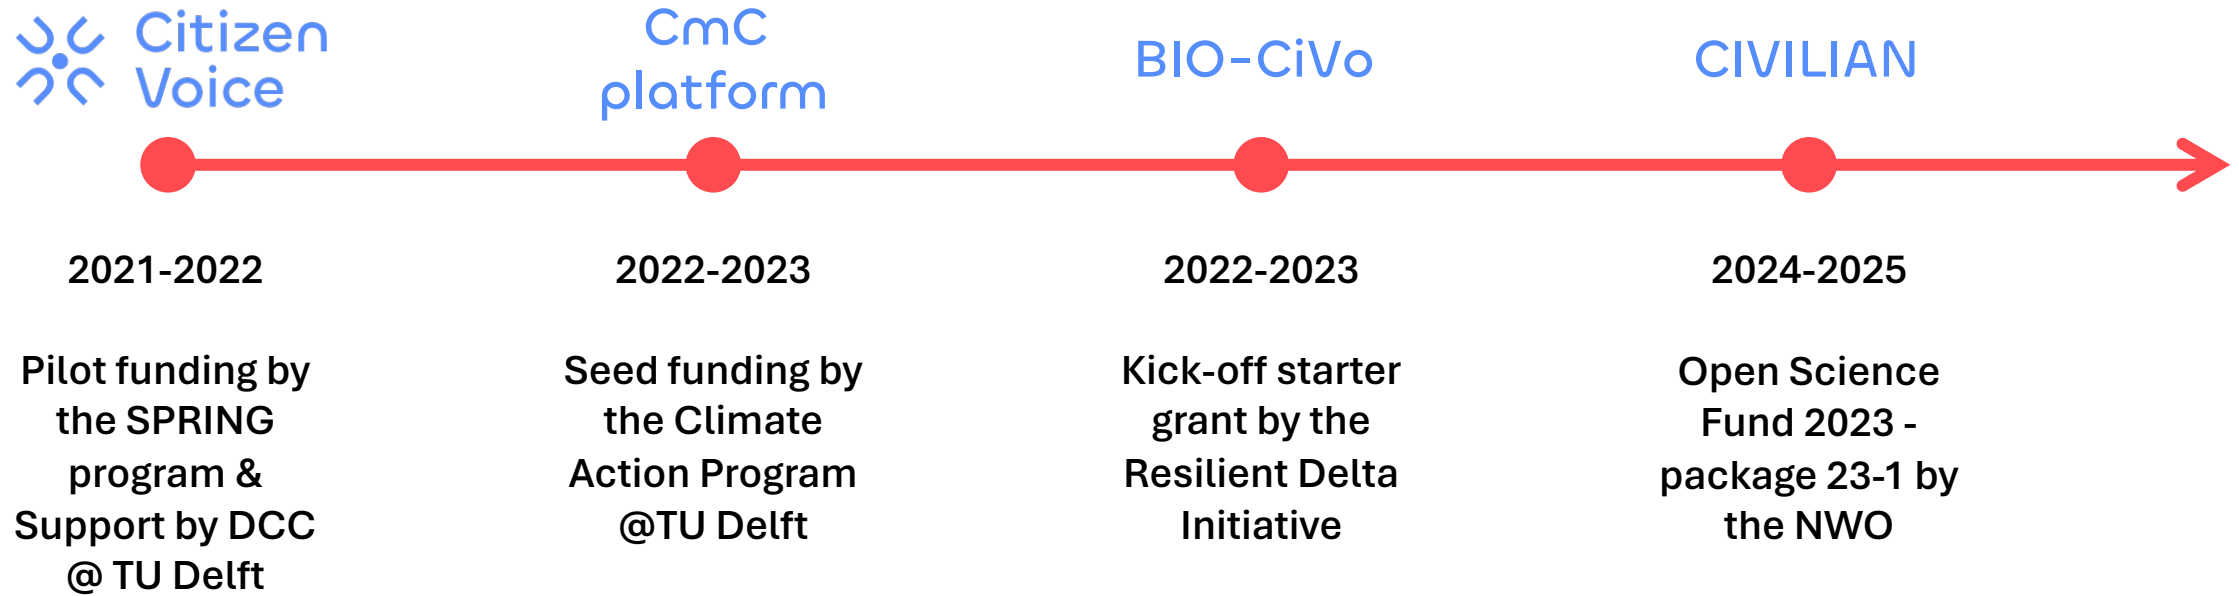 Citizen
Voice
CmC
platform
BIO-CiVo
CIVILIAN
2021-2022
2022-2023
2022-2023
2024-2025
Pilot funding by
the SPRING
program &
Support by DCC
@ TU Delft
Seed funding by
the Climate
Action Program
@TU Delft
Kick-off starter
grant by the
Resilient Delta
Initiative
Open Science
Fund 2023 -
package 23-1 by
the NWO